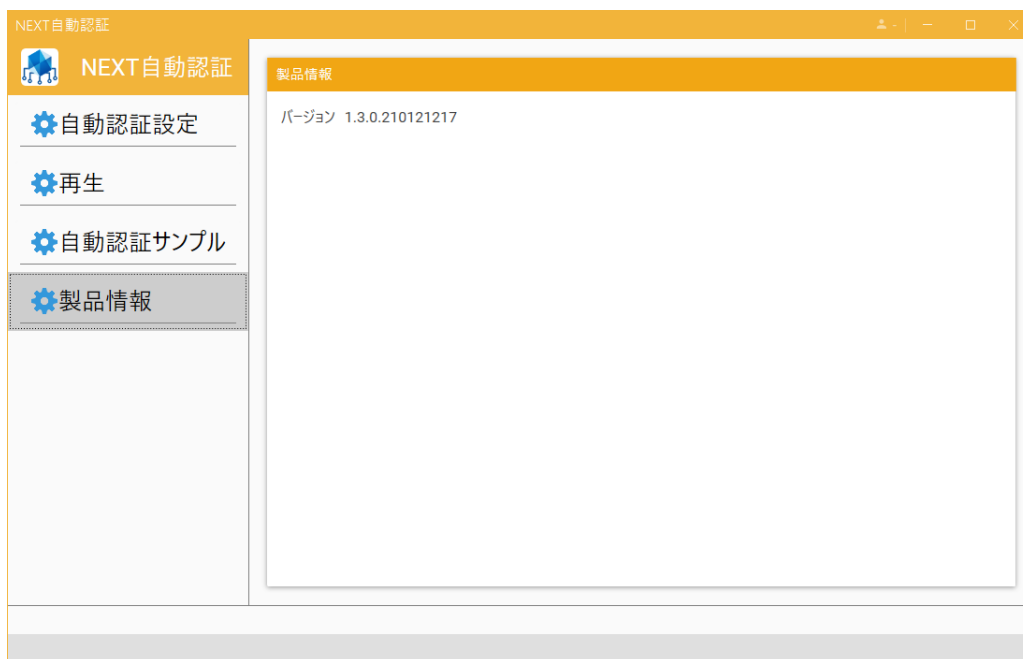 NEXT自動認証
NEXT自動認証
自動認証設定
再生
自動認証サンプル
製品情報
製品情報
バージョン 1.3.0.210121217